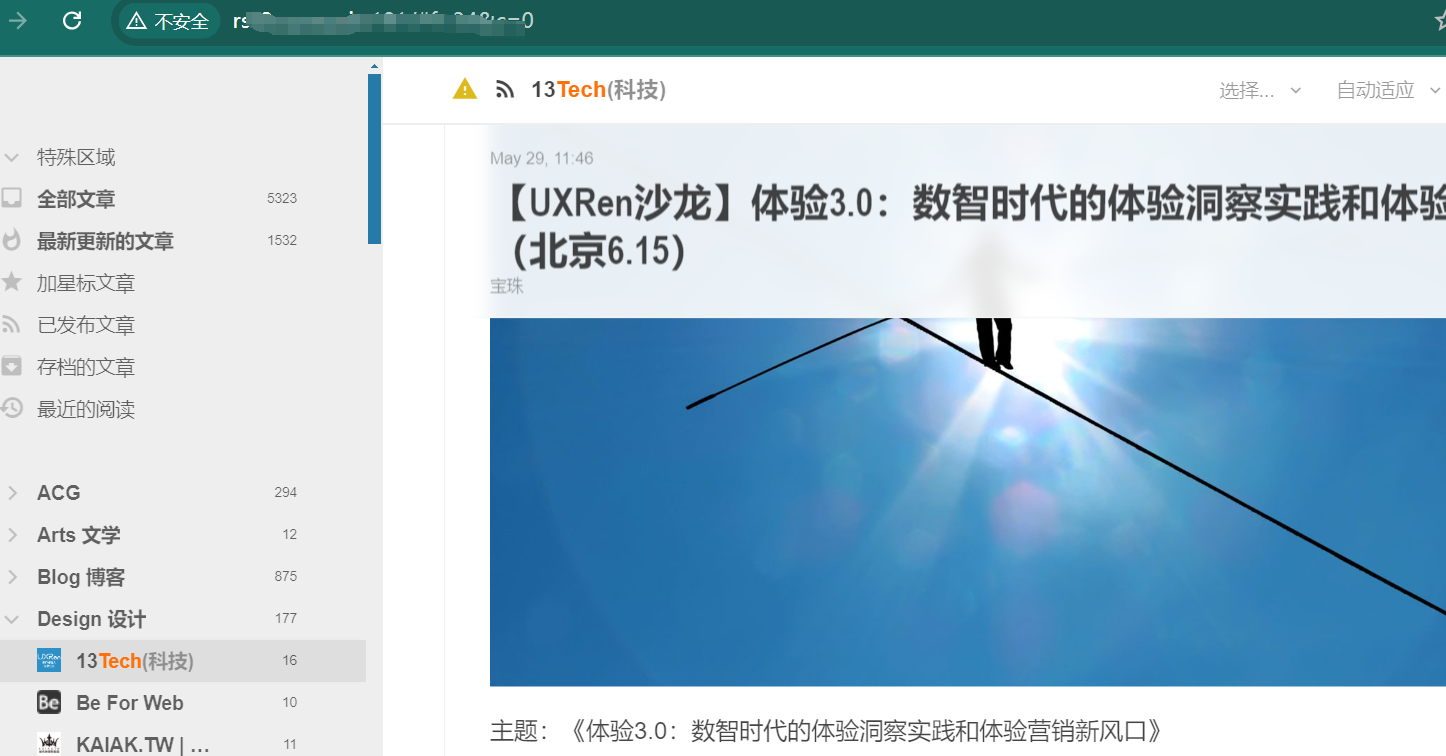 不安全
13Tech(科技)
选择...
自动适应
特殊区域
全部文章 5323
最新更新的文章 1532
加星标文章
已发布文章
存档的文章
最近的阅读
ACG 294
Arts 文学 12
Blog 博客 875
Design 设计 177
13Tech(科技) 16
Be Be For Web 10
KAIAK.TW | ... 11
May 29, 11:46
【UXRen沙龙】体验3.0：数智时代的体验洞察实践和体验
（北京6.15）
宝珠
主题：《体验3.0：数智时代的体验洞察实践和体验营销新风口》